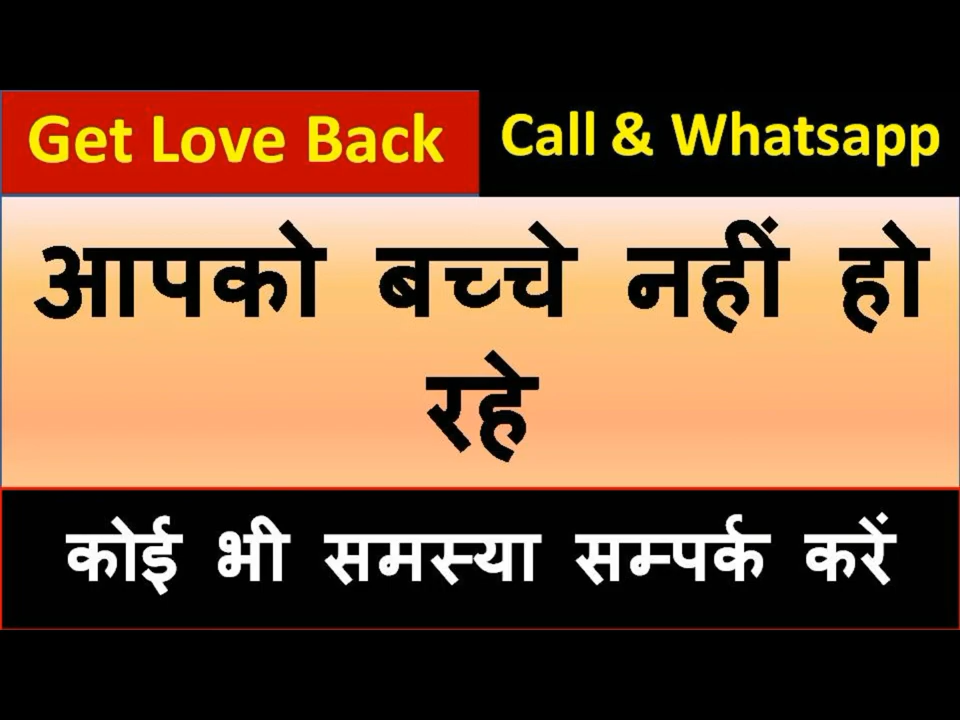 Get Love Back
Call & Whatsapp
आपको बच्चे नहीं हो
रहे
कोई भी समस्या सम्पर्क करें